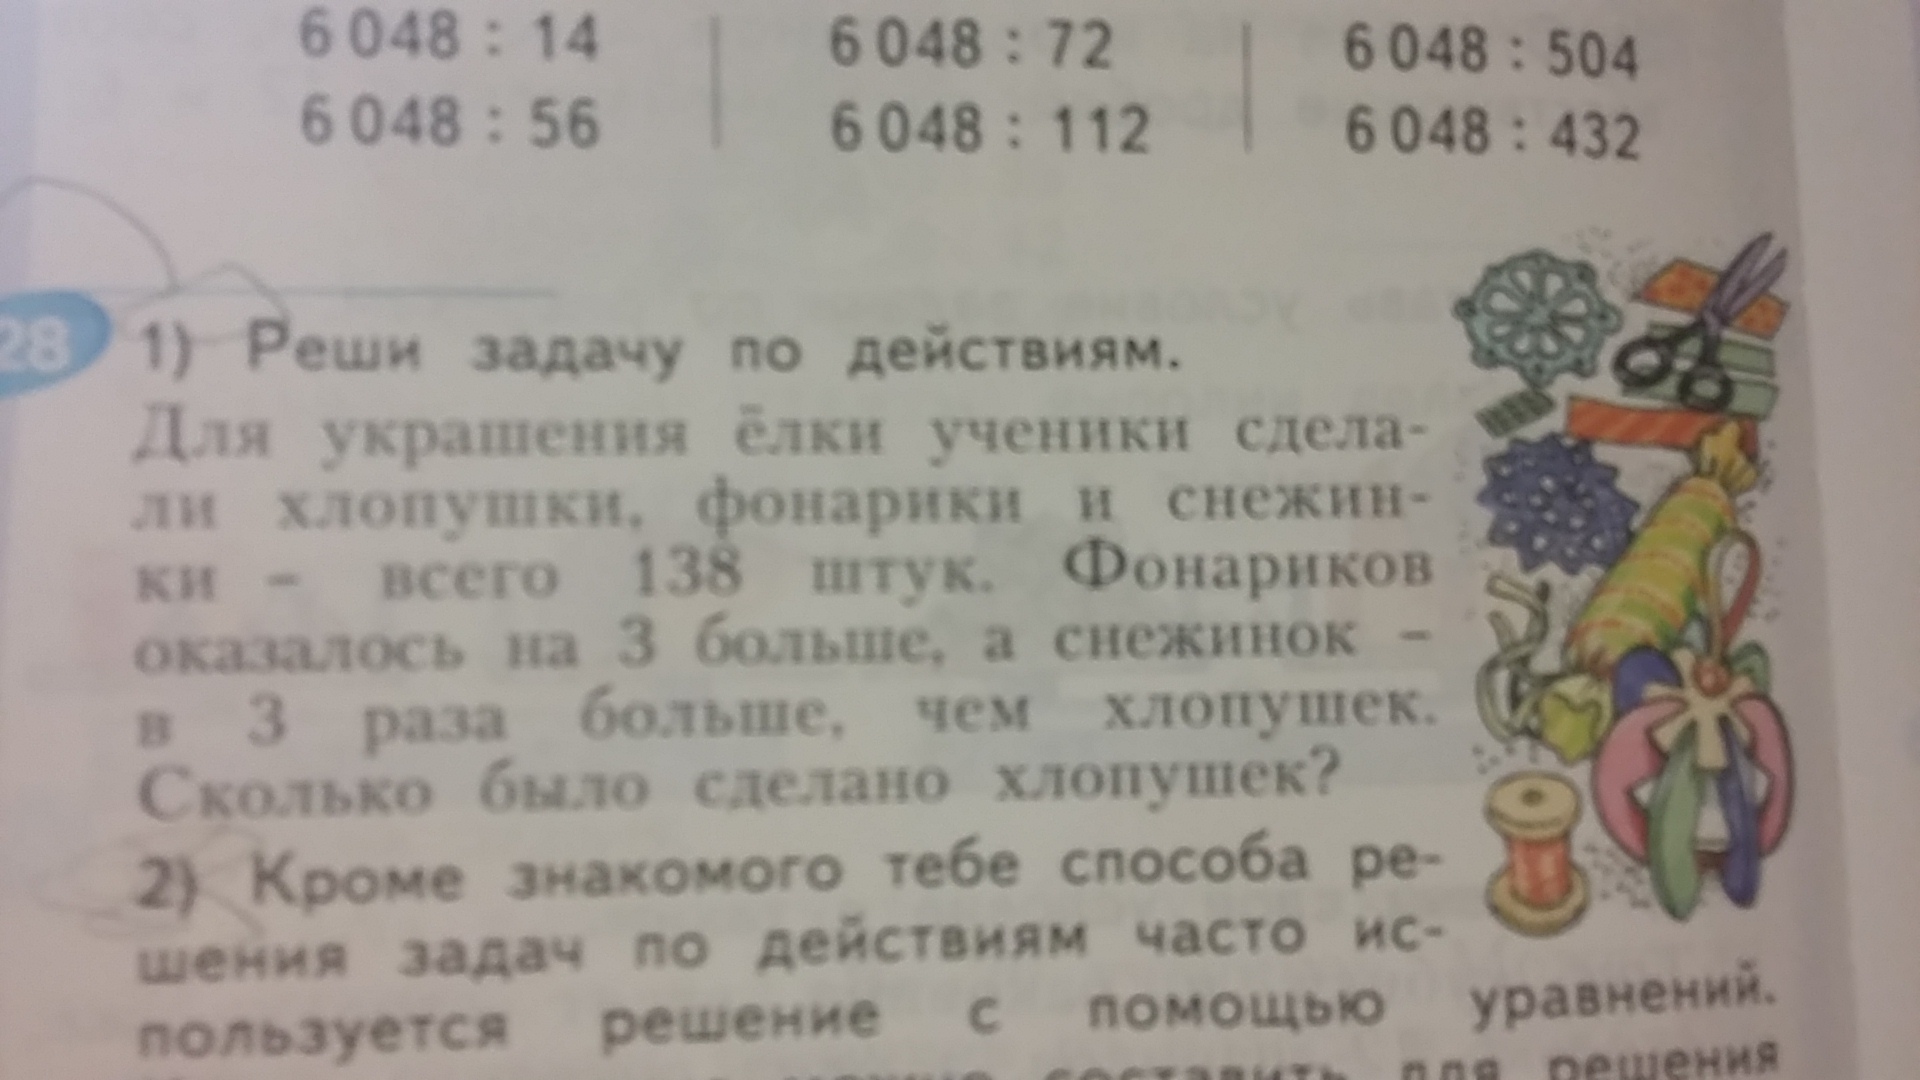 6 048 : 14 6 048 : 72 6 048 : 504
6 048 : 56 6 048 : 112 6 048 : 432
28 1) Реши задачу по действиям.
Для украшения ёлки ученики сдела-
ли хлопушки, фонарики и снежин-
ки – всего 138 штук. Фонариков
оказалось на 3 больше, а снежинок –
в 3 раза больше, чем хлопушек.
Сколько было сделано хлопушек?
2) Кроме знакомого тебе способа ре-
шения задач по действиям часто ис-
пользуется решение с помощью уравнений.
составить для решения